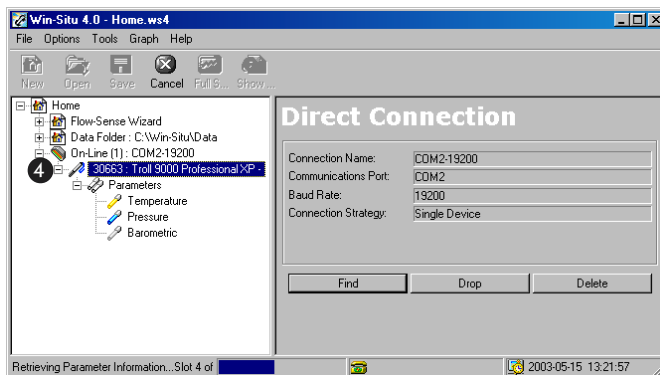 Win-Situ 4.0 - Home.ws4
File Options Tools Graph Help
New Open Save Cancel Full S... Show...
Home
Flow-Sense Wizard
Data Folder : C:\Win-Situ\Data
On-Line (1) : COM2-19200
4 30663 : Troll 9000 Professional XP -
Parameters
Temperature
Pressure
Barometric
Direct Connection
Connection Name: COM2-19200
Communications Port: COM2
Baud Rate: 19200
Connection Strategy: Single Device
Find Drop Delete
Retrieving Parameter Information...Slot 4 of 2003-05-15 13:21:57